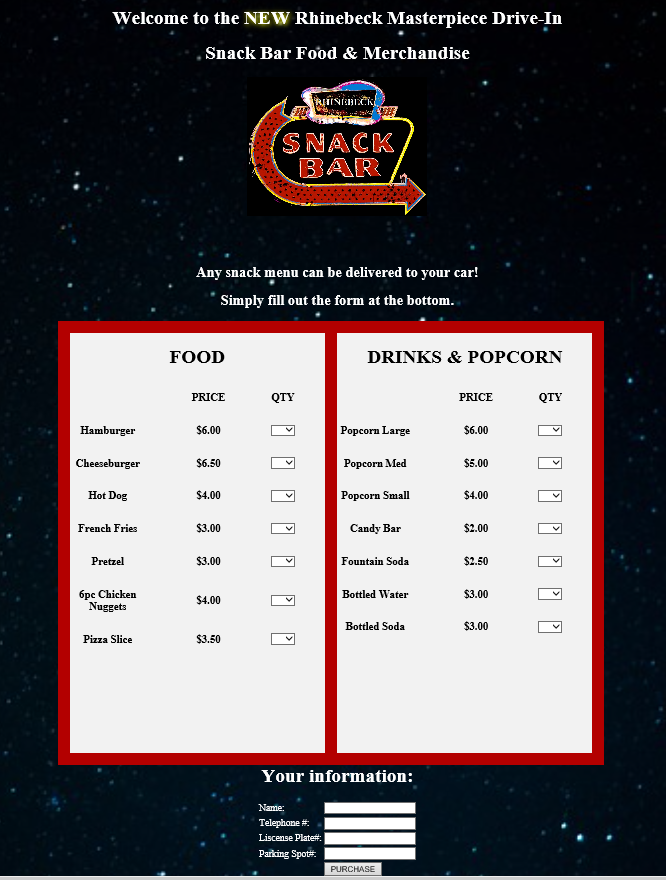 Welcome to the NEW Rhinebeck Masterpiece Drive-In
Snack Bar Food & Merchandise
RHINEBECK
SNACK
BAR
Any snack menu can be delivered to your car!
Simply fill out the form at the bottom.
FOOD
PRICE QTY
Hamburger $6.00
Cheeseburger $6.50
Hot Dog $4.00
French Fries $3.00
Pretzel $3.00
6pc Chicken
Nuggets $4.00
Pizza Slice $3.50
DRINKS & POPCORN
PRICE QTY
Popcorn Large $6.00
Popcorn Med $5.00
Popcorn Small $4.00
Candy Bar $2.00
Fountain Soda $2.50
Bottled Water $3.00
Bottled Soda $3.00
Your information:
Name:
Telephone #:
Liscense Plate#:
Parking Spot#:
PURCHASE